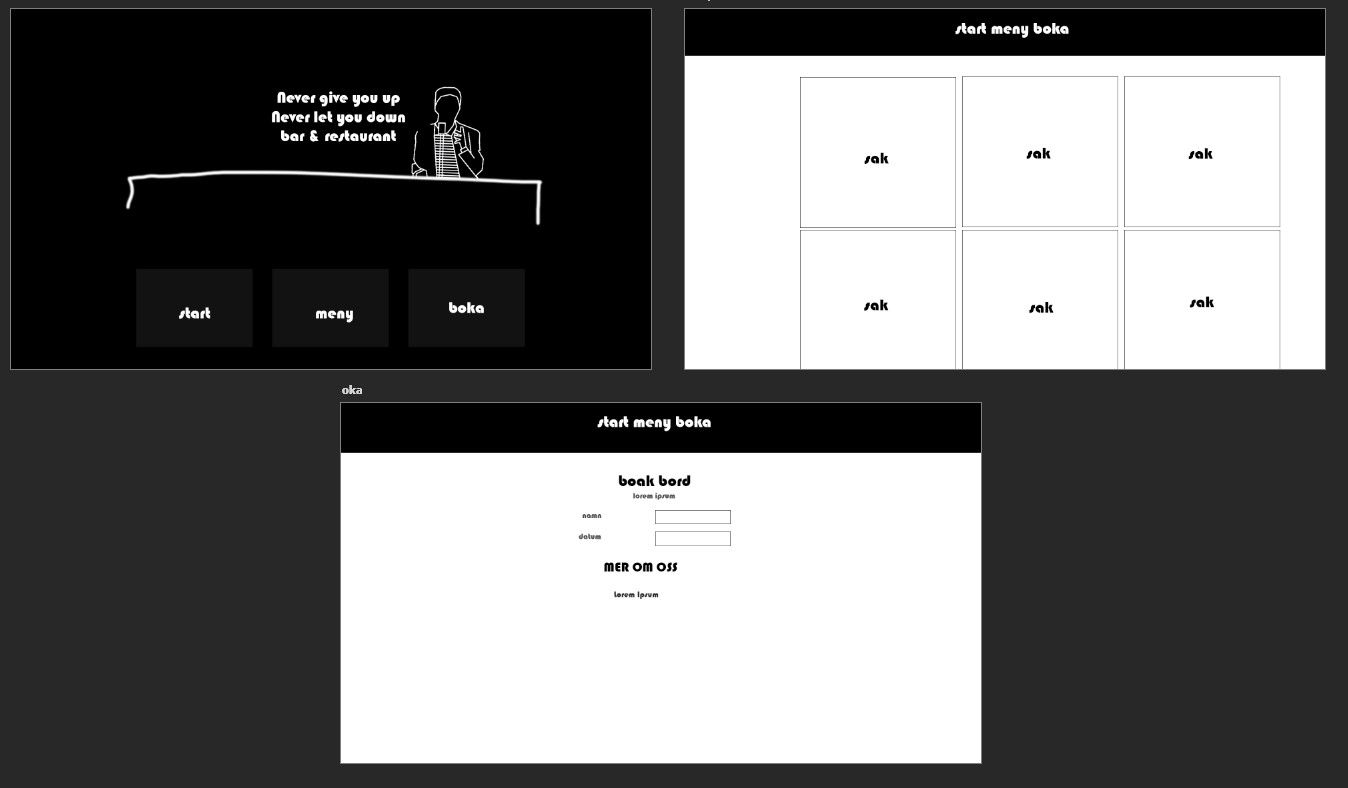 Never give you up
Never let you down
bar & restaurant
start
meny
boka
start meny boka
sak
sak
sak
sak
sak
sak
oka
start meny boka
boak bord
lorem ipsum
namn
datum
MER OM OSS
Lorem Ipsum